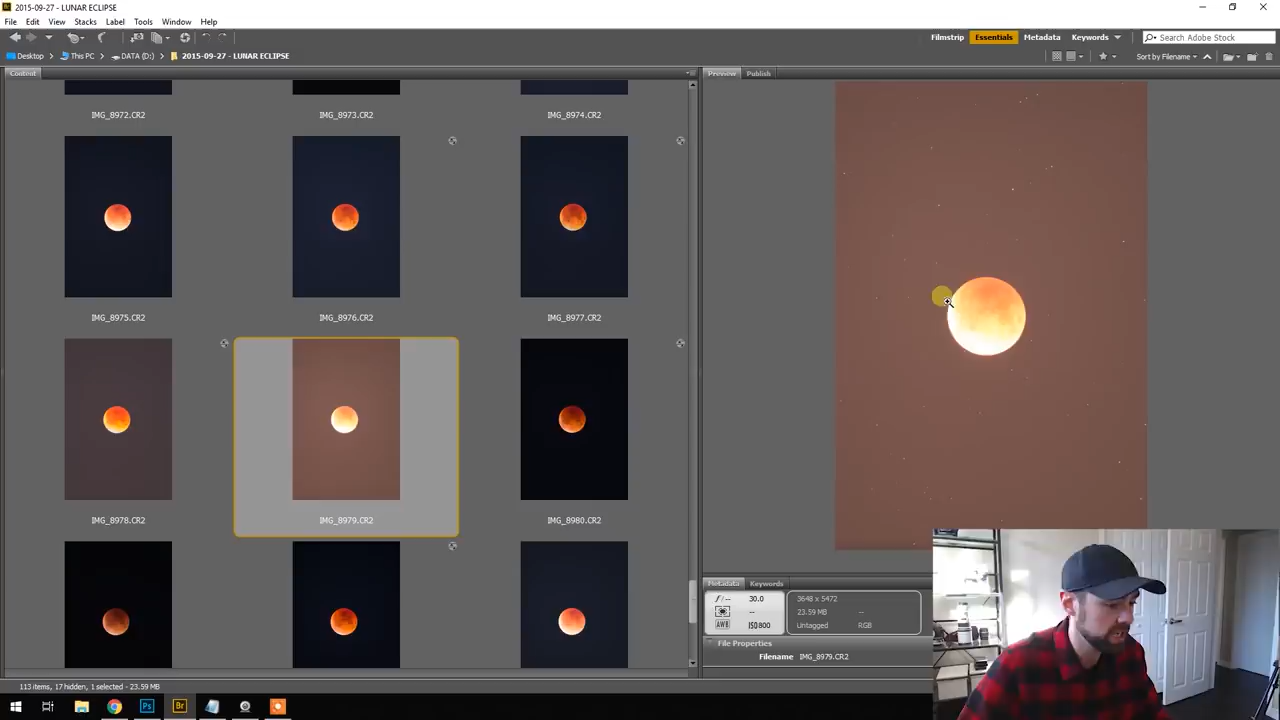 Br 2015-09-27 - LUNAR ECLIPSE
File Edit View Stacks Label Tools Window Help
Filmstrip Essentials Metadata Keywords Search Adobe Stock
Desktop This PC DATA (D:) 2015-09-27 - LUNAR ECLIPSE Sort by Filename
Content Preview Publish
IMG_8972.CR2 IMG_8973.CR2 IMG_8974.CR2
IMG_8975.CR2 IMG_8976.CR2 IMG_8977.CR2
IMG_8978.CR2 IMG_8979.CR2 IMG_8980.CR2
Metadata Keywords
ƒ/-- 30.0 3648 x 5472
-- 23.59 MB --
AWB ISO800 Untagged RGB
File Properties
Filename IMG_8979.CR2
113 items, 17 hidden, 1 selected - 23.59 MB
Ps Br